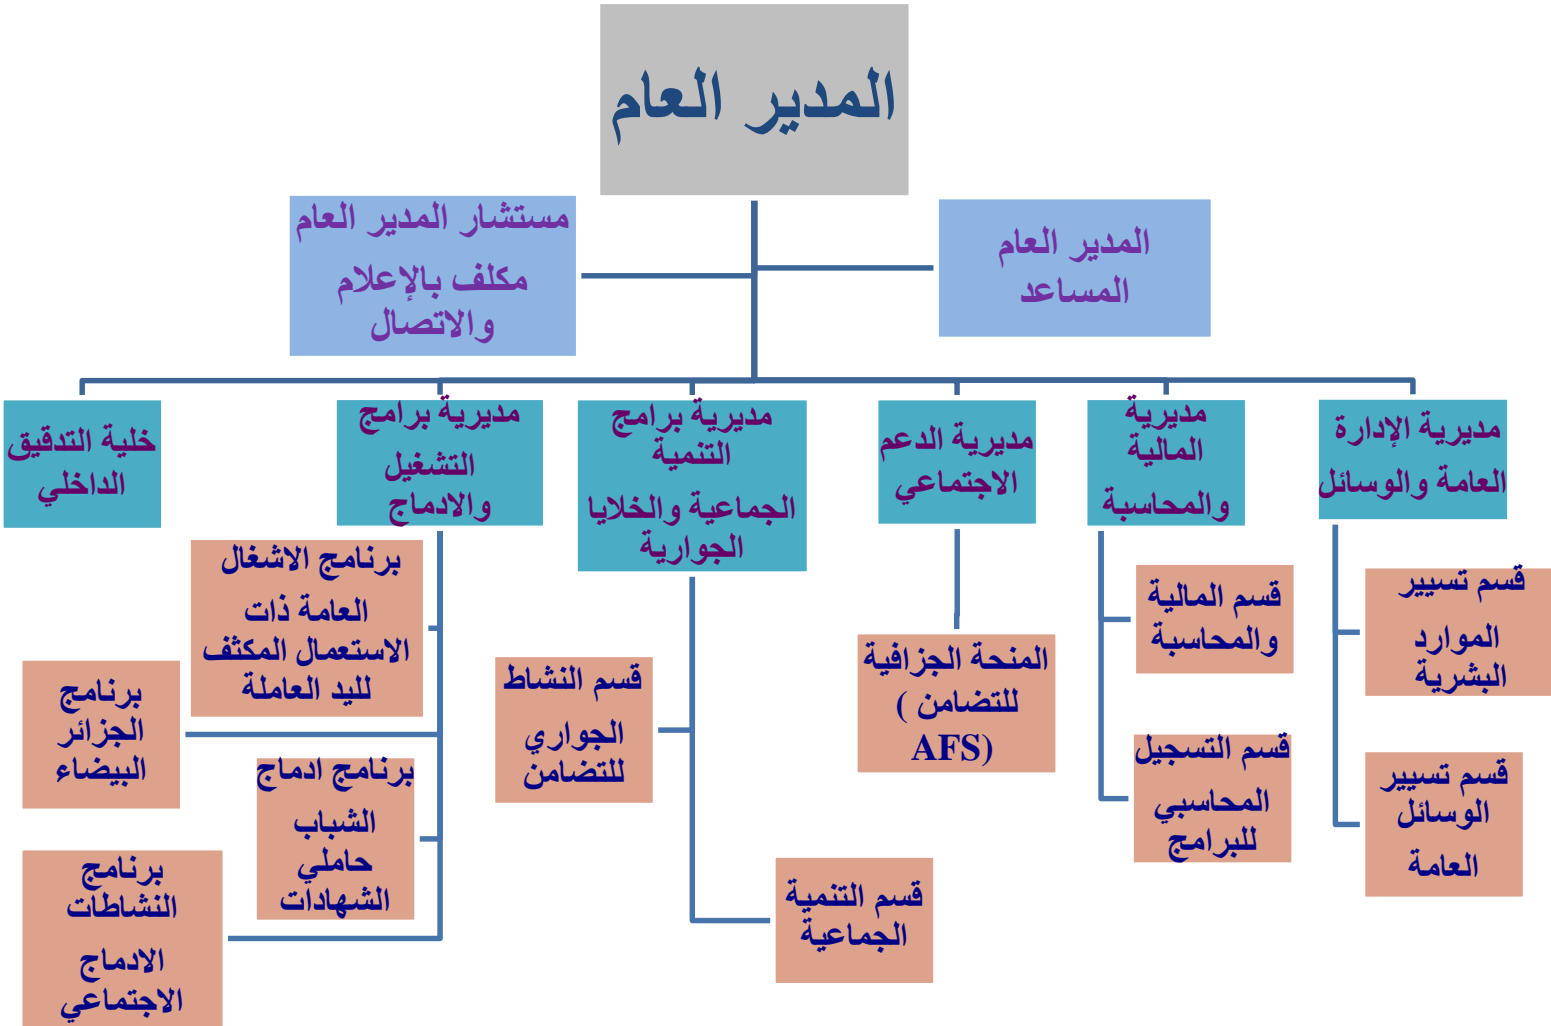 المدير العام
المدير العام
المساعد
مستشار المدير العام
مكلف بالإعلام
والاتصال
مديرية الإدارة
العامة والوسائل
مديرية
المالية
والمحاسبة
مديرية الدعم
الاجتماعي
مديرية برامج
التنمية
الجماعية والخلايا
الجوارية
مديرية برامج
التشغيل
والادماج
خلية التدقيق
الداخلي
قسم تسيير
الموارد
البشرية
قسم تسيير
الوسائل
العامة
قسم المالية
والمحاسبة
قسم التسجيل
المحاسبي
للبرامج
المنحة الجزافية
للتضامن (
AFS)
قسم النشاط
الجواري
للتضامن
قسم التنمية
الجماعية
برنامج الاشغال
العامة ذات
الاستعمال المكثف
لليد العاملة
برنامج
الجزائر
البيضاء
برنامج ادماج
الشباب
حاملي
الشهادات
برنامج
النشاطات
الادماج
الاجتماعي